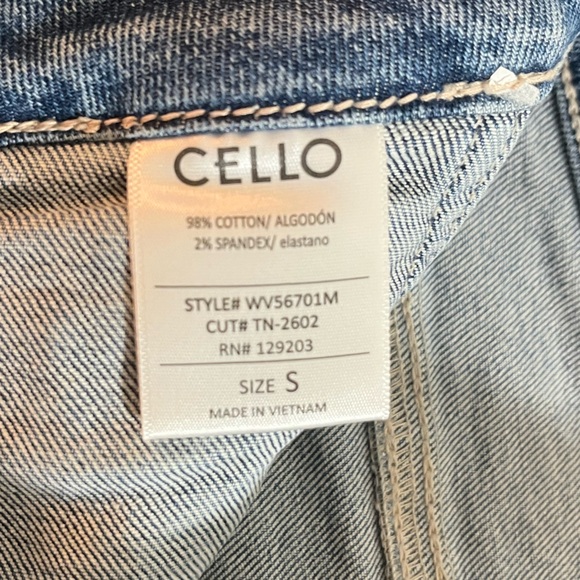 CELLO
98% COTTON/ ALGODÓN
2% SPANDEX/ elastano
STYLE# WV56701M
CUT# TN-2602
RN# 129203
SIZE S
MADE IN VIETNAM